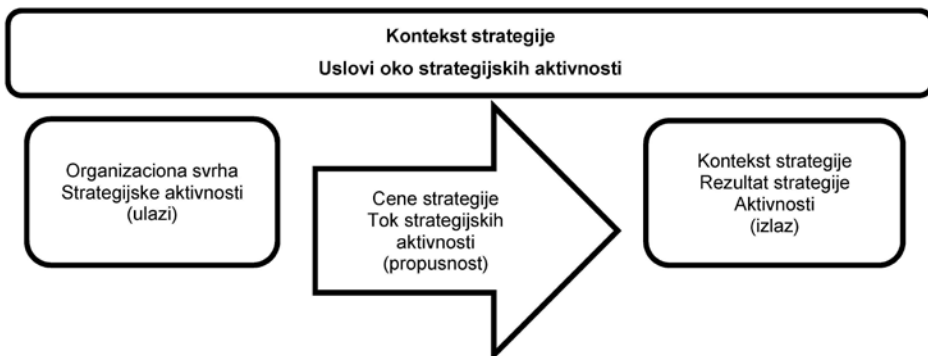 Kontekst strategije
Uslovi oko strategijskih aktivnosti
Organizaciona svrha
Strategijske aktivnosti
(ulazi)
Cene strategije
Tok strategijskih
aktivnosti
(propusnost)
Kontekst strategije
Rezultat strategije
Aktivnosti
(izlaz)